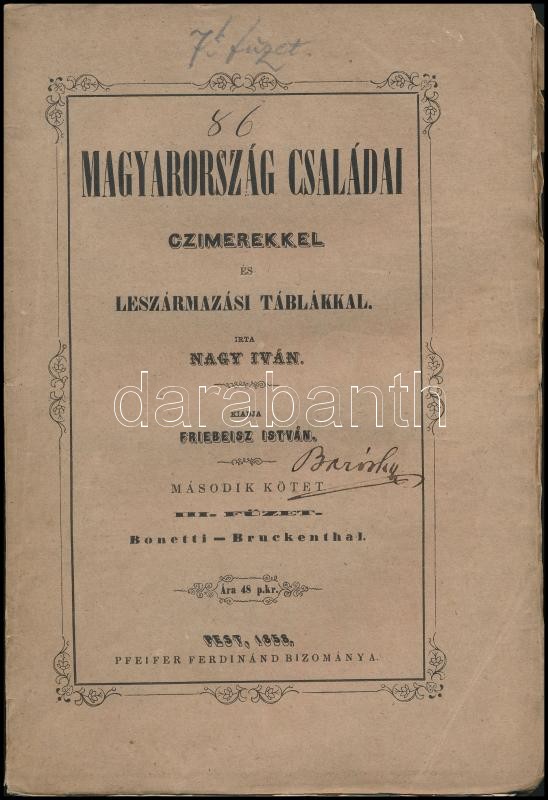 7. füzet.
86
MAGYARORSZÁG CSALÁDAI
CZIMEREKKEL
ÉS
LESZÁRMAZÁSI TÁBLÁKKAL.
IRTA
NAGY IVÁN.
darabanth
KIADJA
FRIEBEISZ ISTVÁN.
MÁSODIK KÖTET
III. FÜZET.
Bonetti — Bruckenthal.
Ára 48 p.kr.
PEST, 1858.
PFEIFER FERDINÁND BIZOMÁNYA.